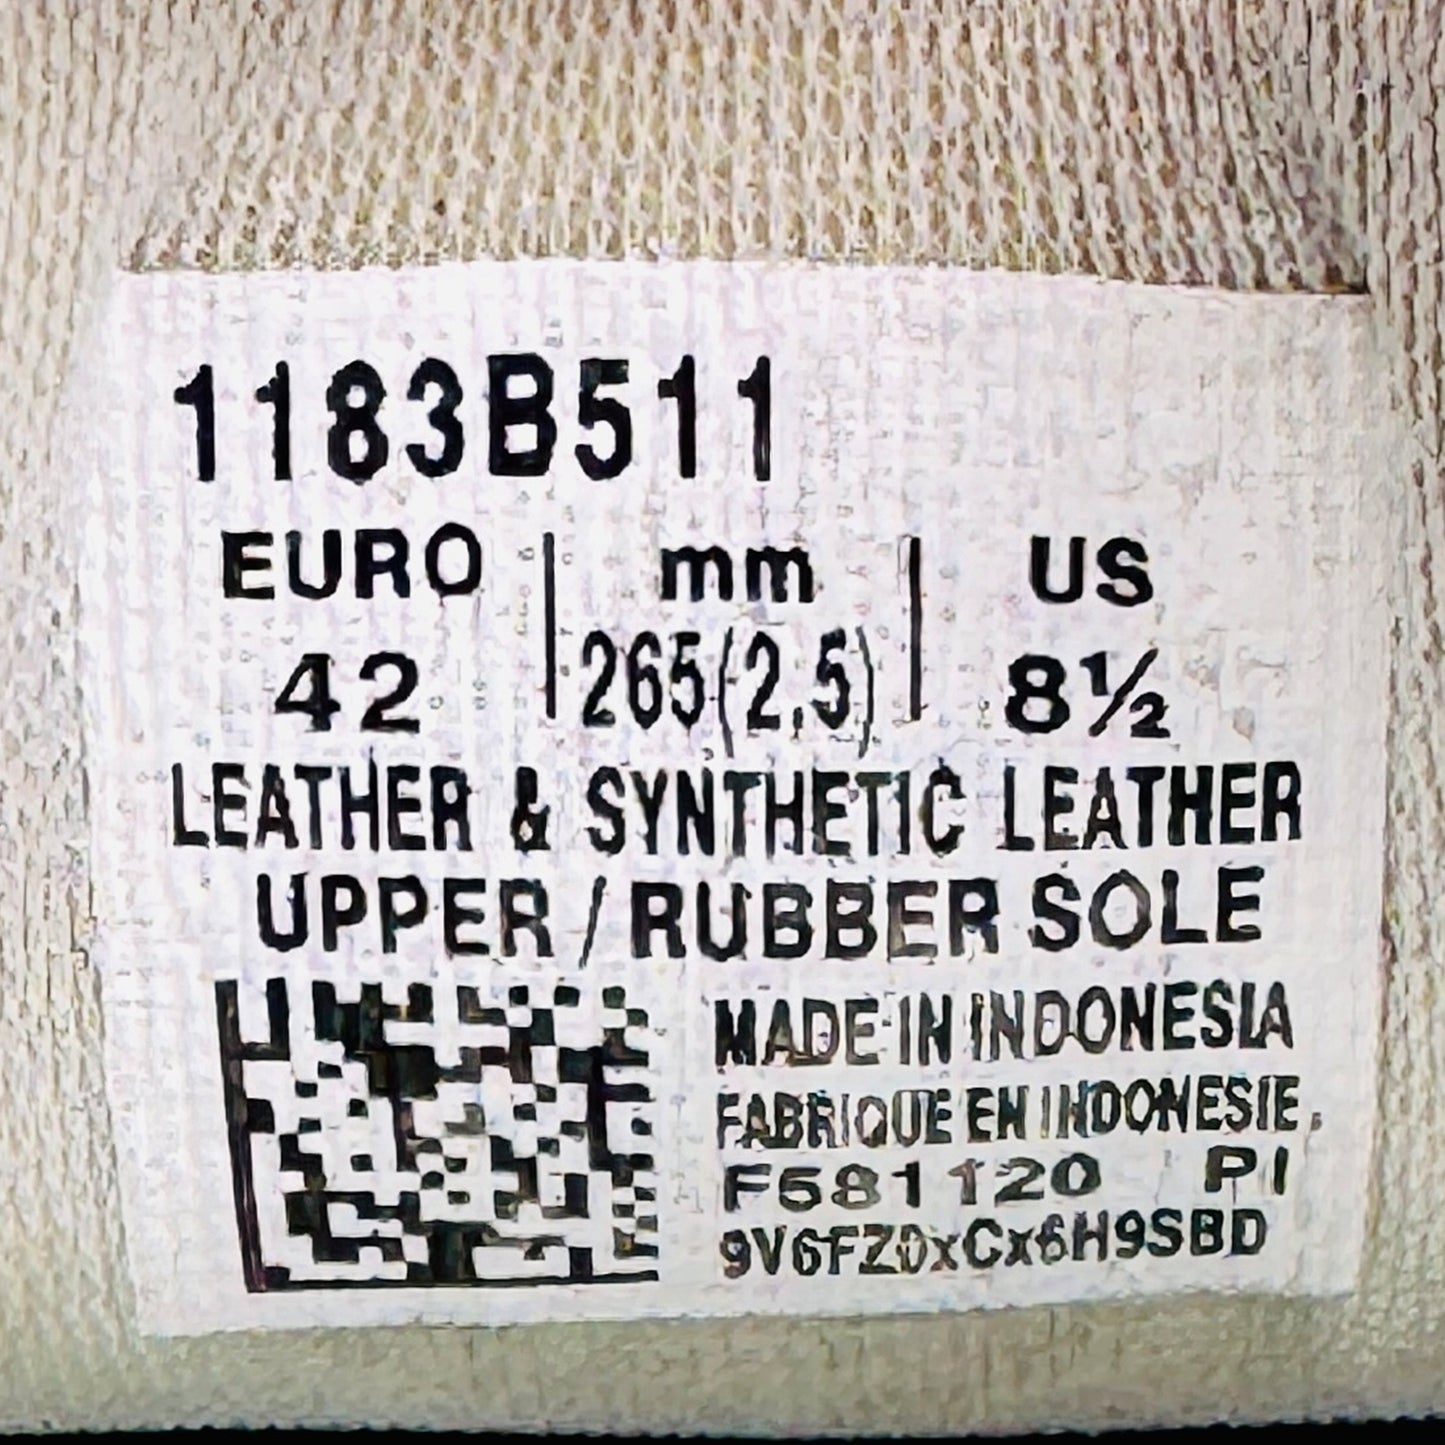 1183B511
EURO | mm | US
42 | 265(2.5) | 8½
LEATHER & SYNTHETIC LEATHER
UPPER/RUBBER SOLE
MADE IN INDONESIA
FABRIQUE EN INDONESIE.
F581120 PI
9V6FZ0xCx6H9SBD